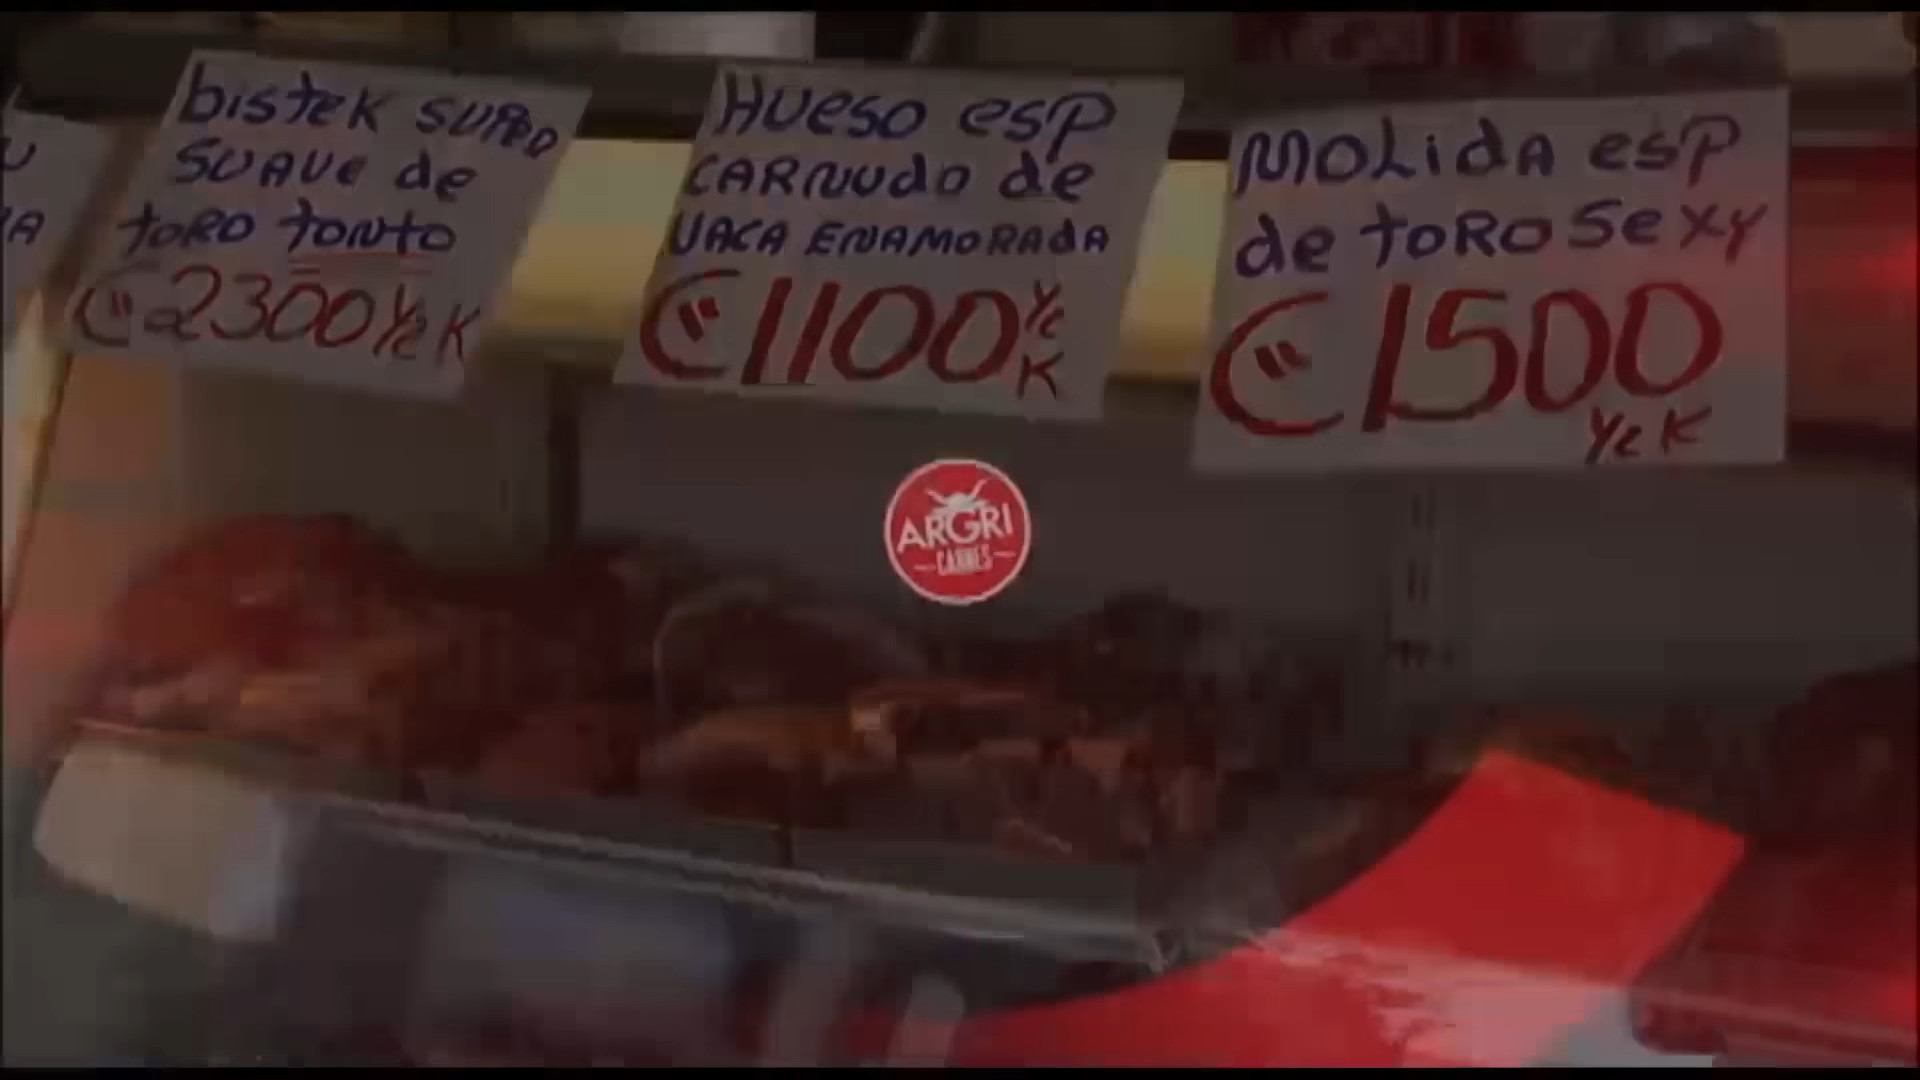 bistek super
suave de
toro tonto
₡2300 ½ K
Hueso esp
carnudo de
vaca enamorada
₡1100 ½ K
Molida esp
de toro sexy
₡1500
½ K
ARGRI
CARNES